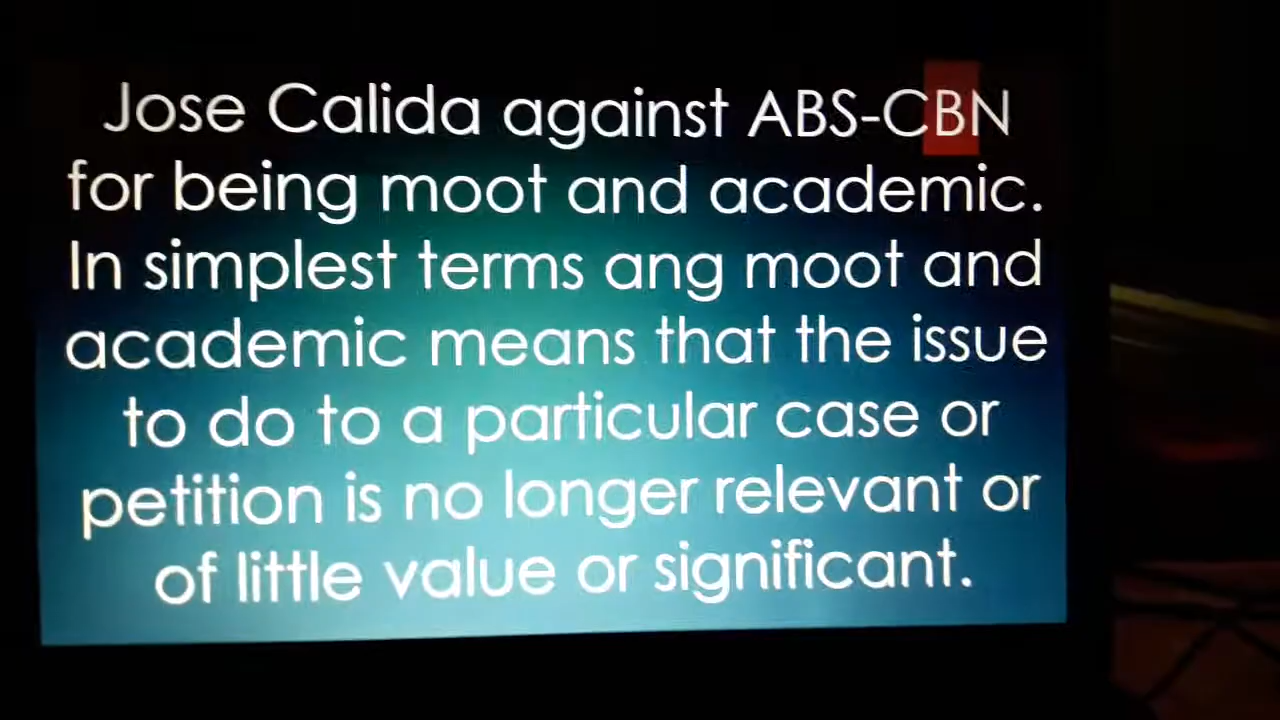 Jose Calida against ABS-CBN
for being moot and academic.
In simplest terms ang moot and
academic means that the issue
to do to a particular case or
petition is no longer relevant or
of little value or significant.